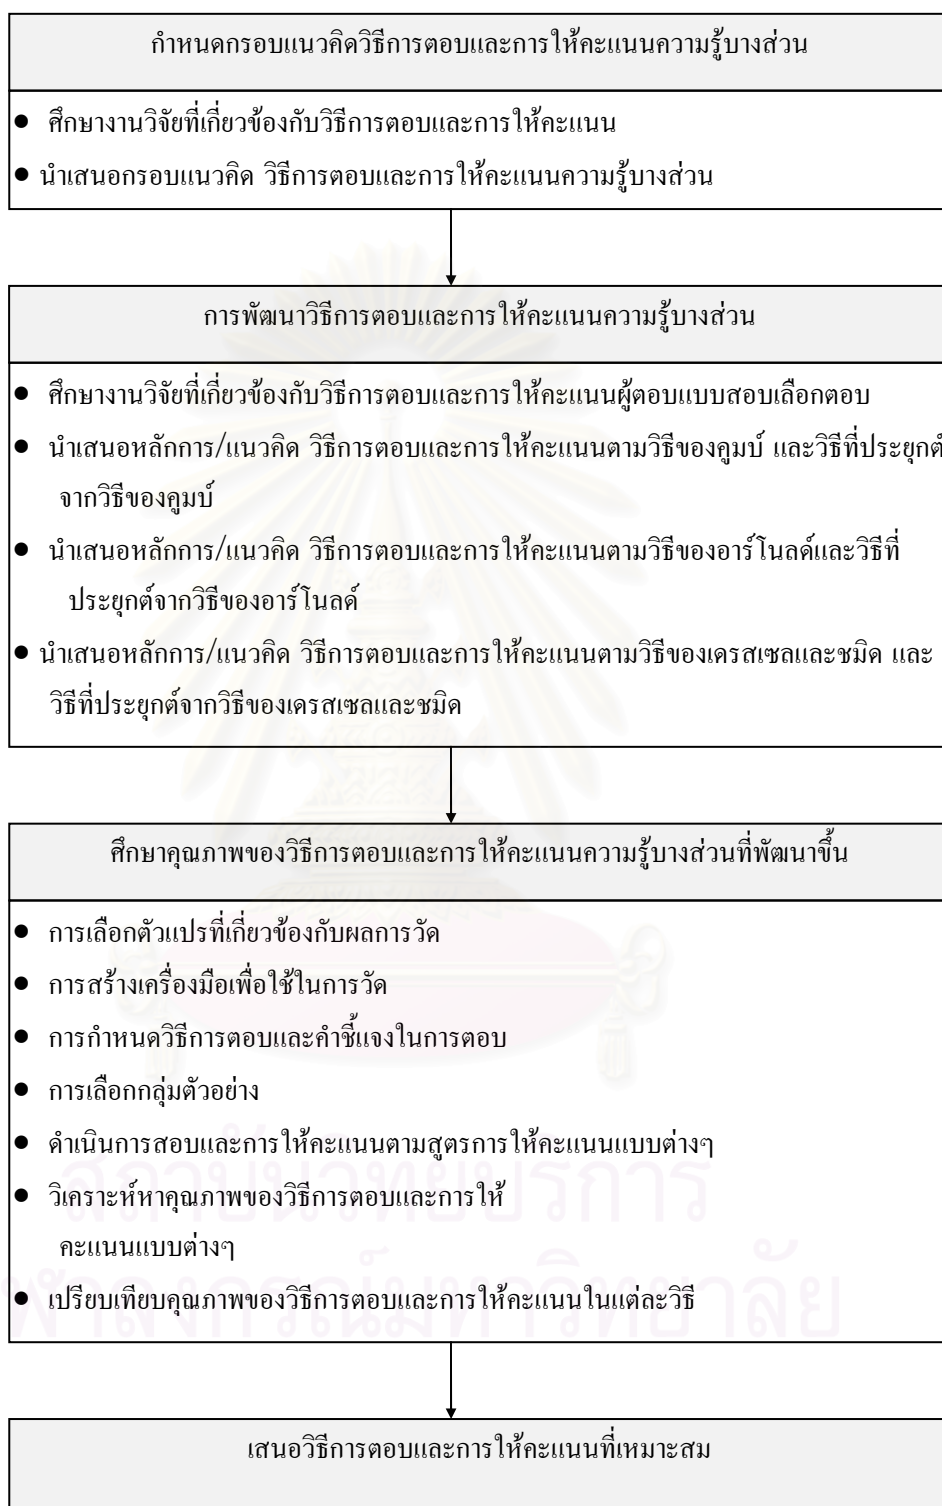 กำหนดกรอบแนวคิดวิธีการตอบและการให้คะแนนความรู้บางส่วน
● ศึกษางานวิจัยที่เกี่ยวข้องกับวิธีการตอบและการให้คะแนน
● นำเสนอกรอบแนวคิด วิธีการตอบและการให้คะแนนความรู้บางส่วน
การพัฒนาวิธีการตอบและการให้คะแนนความรู้บางส่วน
● ศึกษางานวิจัยที่เกี่ยวข้องกับวิธีการตอบและการให้คะแนนผู้ตอบแบบสอบเลือกตอบ
● นำเสนอหลักการ/แนวคิด วิธีการตอบและการให้คะแนนตามวิธีของคูมบ์ และวิธีที่ประยุกต์
จากวิธีของคูมบ์
● นำเสนอหลักการ/แนวคิด วิธีการตอบและการให้คะแนนตามวิธีของอาร์โนลด์และวิธีที่
ประยุกต์จากวิธีของอาร์โนลด์
● นำเสนอหลักการ/แนวคิด วิธีการตอบและการให้คะแนนตามวิธีของเดรสเซลและชมิด และ
วิธีที่ประยุกต์จากวิธีของเดรสเซลและชมิด
ศึกษาคุณภาพของวิธีการตอบและการให้คะแนนความรู้บางส่วนที่พัฒนาขึ้น
● การเลือกตัวแปรที่เกี่ยวข้องกับผลการวัด
● การสร้างเครื่องมือเพื่อใช้ในการวัด
● การกำหนดวิธีการตอบและคำชี้แจงในการตอบ
● การเลือกกลุ่มตัวอย่าง
● ดำเนินการสอบและการให้คะแนนตามสูตรการให้คะแนนแบบต่างๆ
สถาบันวิทยบริการ
● วิเคราะห์หาคุณภาพของวิธีการตอบและการให้
คะแนนแบบต่างๆ
● เปรียบเทียบคุณภาพของวิธีการตอบและการให้คะแนนในแต่ละวิธี
ฬาลงกรณ์มหาวิทยาลัย
เสนอวิธีการตอบและการให้คะแนนที่เหมาะสม